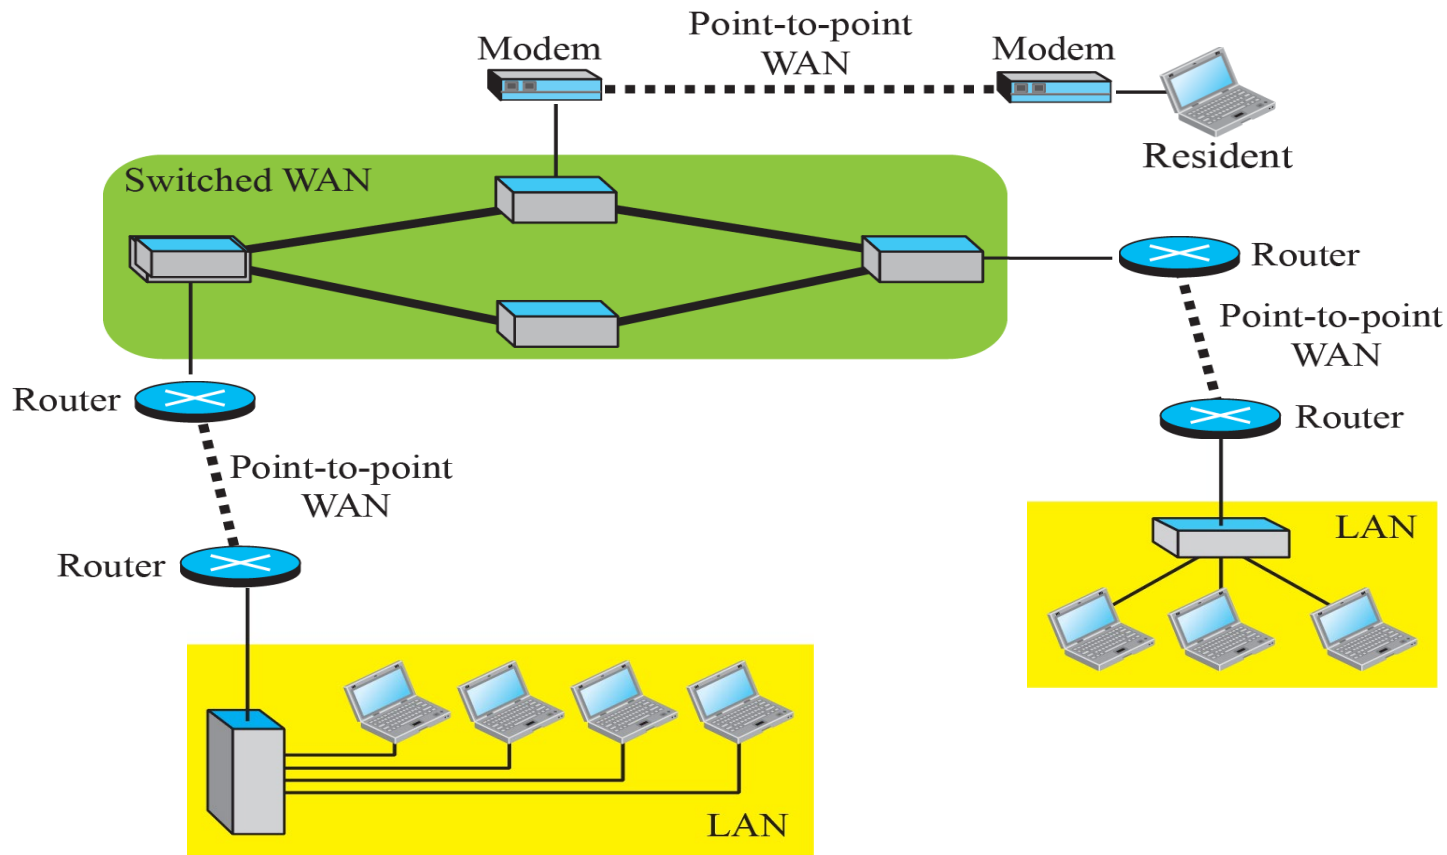 Point-to-point
WAN
Modem
Modem
Resident
Switched WAN
Router
Point-to-point
WAN
Router
Router
Point-to-point
WAN
Router
LAN
LAN